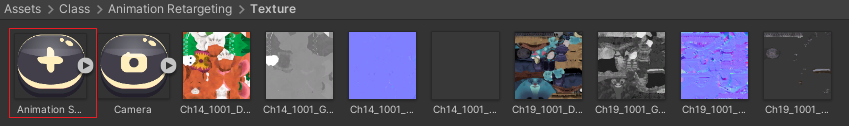 Assets > Class > Animation Retargeting > Texture
Animation S...
Camera
Ch14_1001_D...
Ch14_1001_G...
Ch14_1001_...
Ch14_1001_...
Ch19_1001_D...
Ch19_1001_G...
Ch19_1001_...
Ch19_1001_...